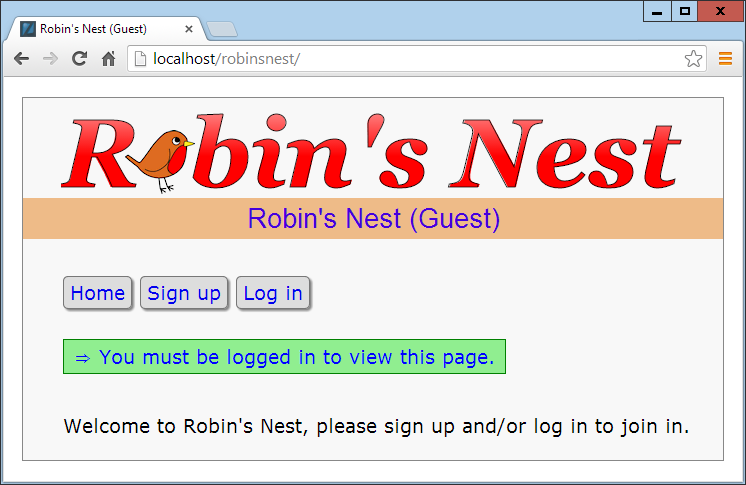 Robin's Nest (Guest)
localhost/robinsnest/
Robin's Nest
Robin's Nest (Guest)
Home Sign up Log in
⇒ You must be logged in to view this page.
Welcome to Robin's Nest, please sign up and/or log in to join in.